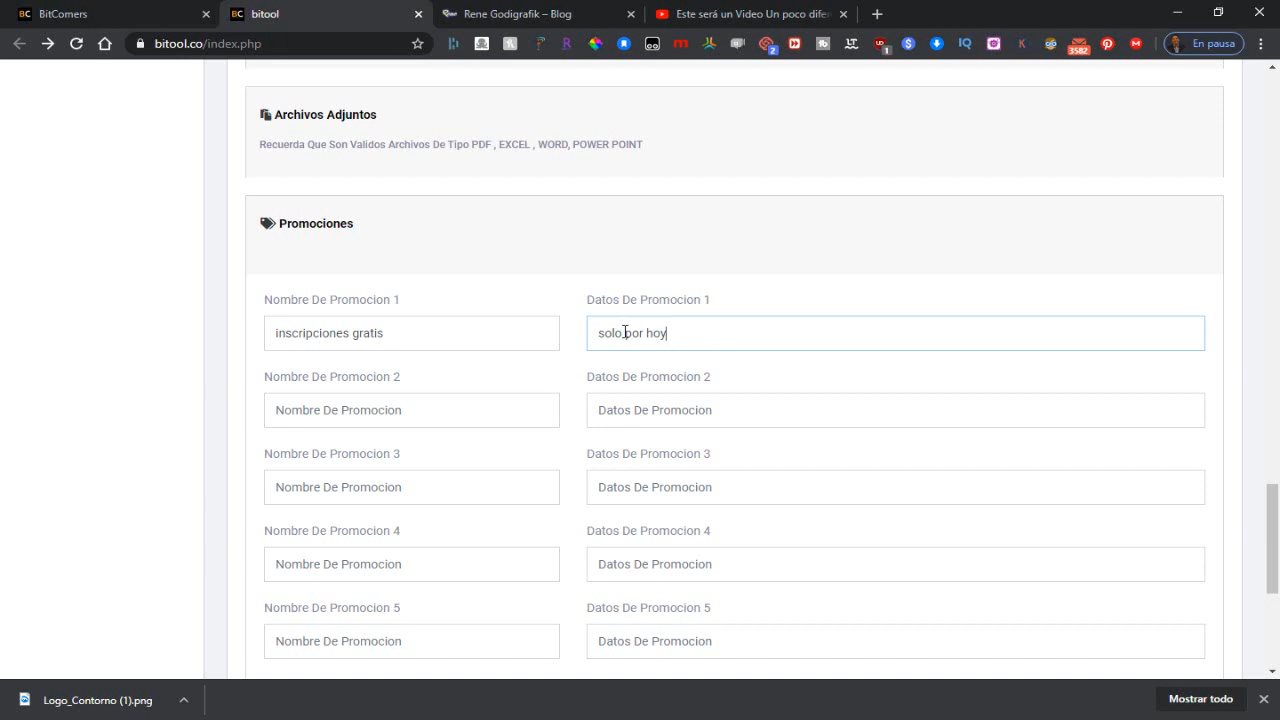 BitComers
bitool
Rene Godigrafik – Blog
Este será un Video Un poco difer
bitool.co/index.php
2
1
3582
En pausa
Archivos Adjuntos
Recuerda Que Son Validos Archivos De Tipo PDF , EXCEL , WORD, POWER POINT
Promociones
Nombre De Promocion 1
Datos De Promocion 1
inscripciones gratis
solo por hoy
Nombre De Promocion 2
Datos De Promocion 2
Nombre De Promocion
Datos De Promocion
Nombre De Promocion 3
Datos De Promocion 3
Nombre De Promocion
Datos De Promocion
Nombre De Promocion 4
Datos De Promocion 4
Nombre De Promocion
Datos De Promocion
Nombre De Promocion 5
Datos De Promocion 5
Nombre De Promocion
Datos De Promocion
Logo_Contorno (1).png
Mostrar todo